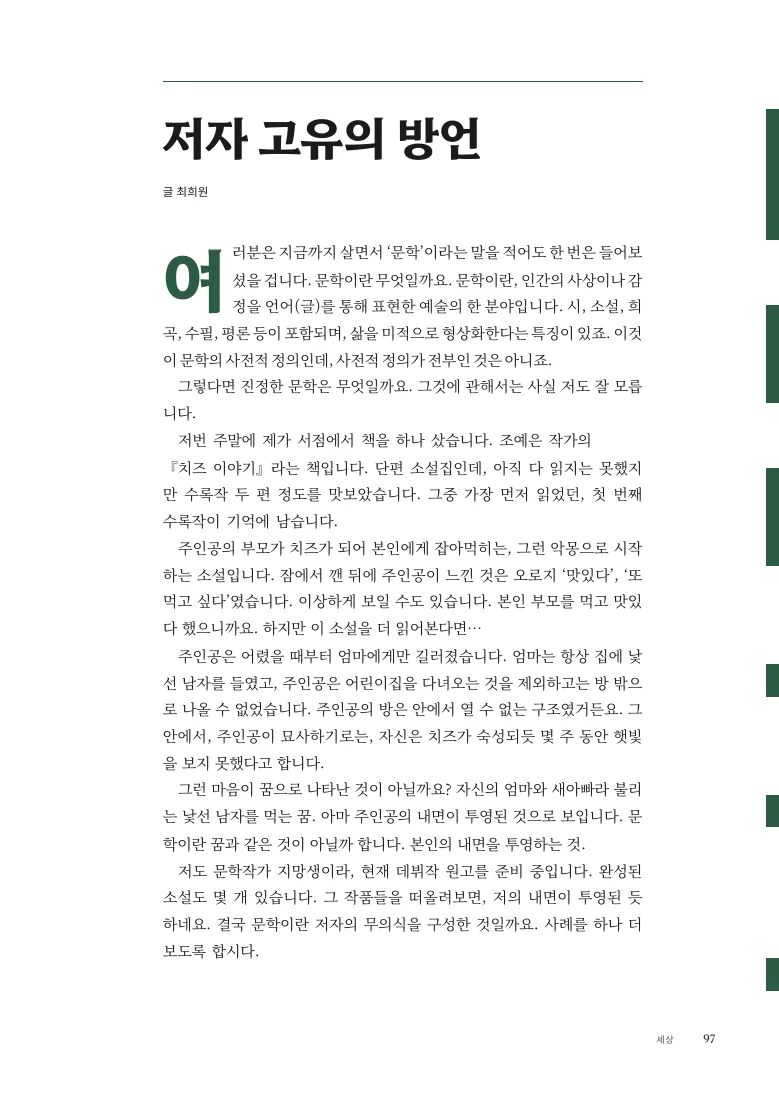 저자 고유의 방언
글 최희원
여러분은 지금까지 살면서 ‘문학’이라는 말을 적어도 한 번은 들어보
셨을 겁니다. 문학이란 무엇일까요. 문학이란, 인간의 사상이나 감
정을 언어(글)를 통해 표현한 예술의 한 분야입니다. 시, 소설, 희
곡, 수필, 평론 등이 포함되며, 삶을 미적으로 형상화한다는 특징이 있죠. 이것
이 문학의 사전적 정의인데, 사전적 정의가 전부인 것은 아니죠.
그렇다면 진정한 문학은 무엇일까요. 그것에 관해서는 사실 저도 잘 모릅
니다.
저번 주말에 제가 서점에서 책을 하나 샀습니다. 조예은 작가의
『치즈 이야기』라는 책입니다. 단편 소설집인데, 아직 다 읽지는 못했지
만 수록작 두 편 정도를 맛보았습니다. 그중 가장 먼저 읽었던, 첫 번째
수록작이 기억에 남습니다.
주인공의 부모가 치즈가 되어 본인에게 잡아먹히는, 그런 악몽으로 시작
하는 소설입니다. 잠에서 깬 뒤에 주인공이 느낀 것은 오로지 ‘맛있다’, ‘또
먹고 싶다’였습니다. 이상하게 보일 수도 있습니다. 본인 부모를 먹고 맛있
다 했으니까요. 하지만 이 소설을 더 읽어본다면…
주인공은 어렸을 때부터 엄마에게만 길러졌습니다. 엄마는 항상 집에 낯
선 남자를 들였고, 주인공은 어린이집을 다녀오는 것을 제외하고는 방 밖으
로 나올 수 없었습니다. 주인공의 방은 안에서 열 수 없는 구조였거든요. 그
안에서, 주인공이 묘사하기로는, 자신은 치즈가 숙성되듯 몇 주 동안 햇빛
을 보지 못했다고 합니다.
그런 마음이 꿈으로 나타난 것이 아닐까요? 자신의 엄마와 새아빠라 불리
는 낯선 남자를 먹는 꿈. 아마 주인공의 내면이 투영된 것으로 보입니다. 문
학이란 꿈과 같은 것이 아닐까 합니다. 본인의 내면을 투영하는 것.
저도 문학작가 지망생이라, 현재 데뷔작 원고를 준비 중입니다. 완성된
소설도 몇 개 있습니다. 그 작품들을 떠올려보면, 저의 내면이 투영된 듯
하네요. 결국 문학이란 저자의 무의식을 구성한 것일까요. 사례를 하나 더
보도록 합시다.
세상 97